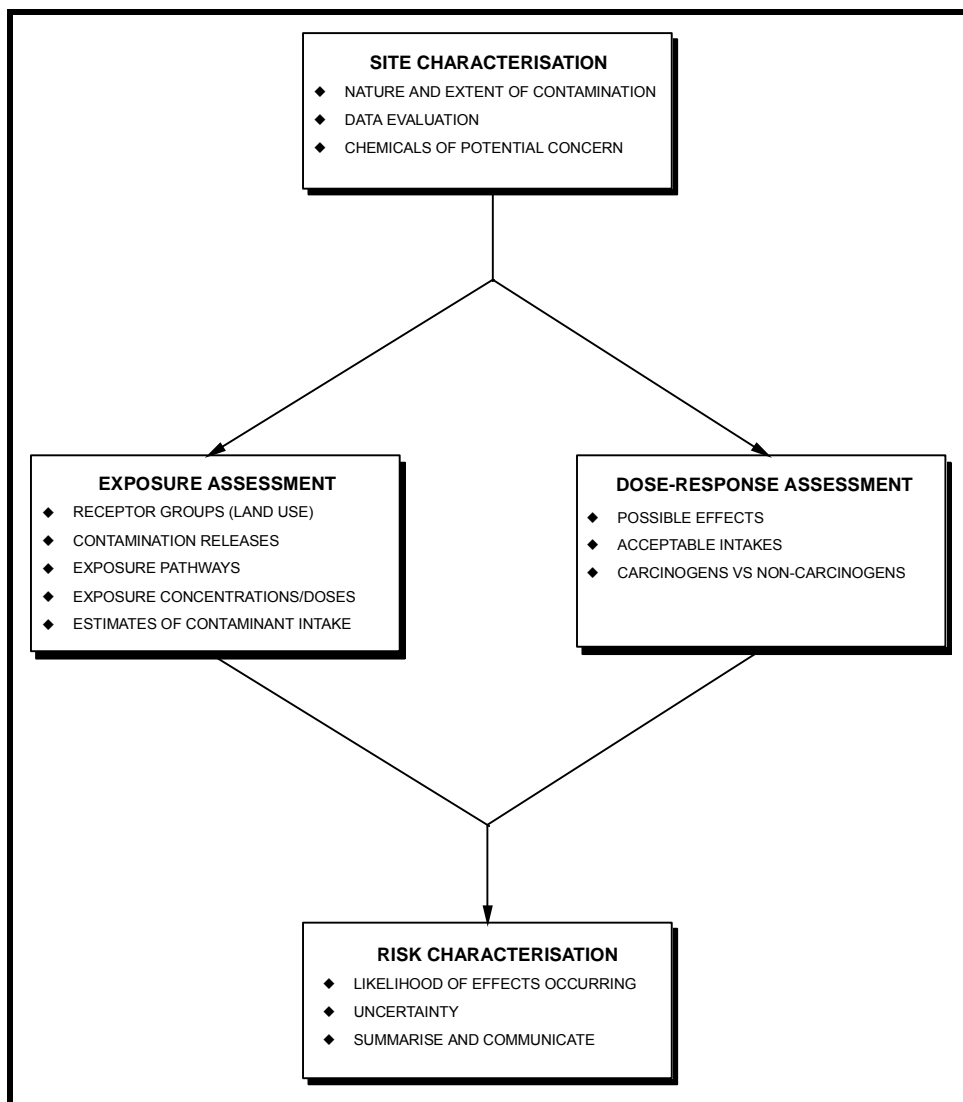 SITE CHARACTERISATION
◆ NATURE AND EXTENT OF CONTAMINATION
◆ DATA EVALUATION
◆ CHEMICALS OF POTENTIAL CONCERN
EXPOSURE ASSESSMENT
◆ RECEPTOR GROUPS (LAND USE)
◆ CONTAMINATION RELEASES
◆ EXPOSURE PATHWAYS
◆ EXPOSURE CONCENTRATIONS/DOSES
◆ ESTIMATES OF CONTAMINANT INTAKE
DOSE-RESPONSE ASSESSMENT
◆ POSSIBLE EFFECTS
◆ ACCEPTABLE INTAKES
◆ CARCINOGENS VS NON-CARCINOGENS
RISK CHARACTERISATION
◆ LIKELIHOOD OF EFFECTS OCCURRING
◆ UNCERTAINTY
◆ SUMMARISE AND COMMUNICATE